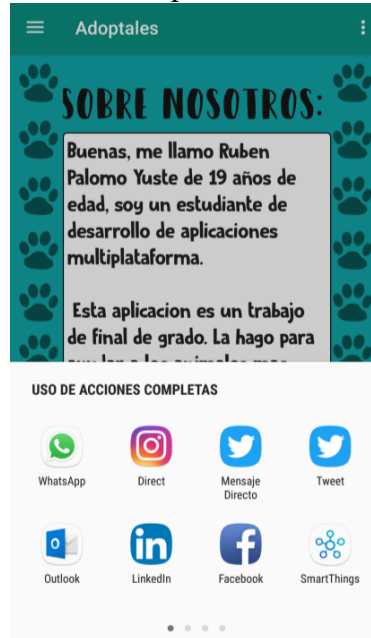 Adoptales
SOBRE NOSOTROS:
Buenas, me llamo Ruben
Palomo Yuste de 19 años de
edad, soy un estudiante de
desarrollo de aplicaciones
multiplataforma.
Esta aplicacion es un trabajo
de final de grado. La hago para
USO DE ACCIONES COMPLETAS
WhatsApp
Direct
Mensaje
Directo
Tweet
Outlook
LinkedIn
Facebook
SmartThings